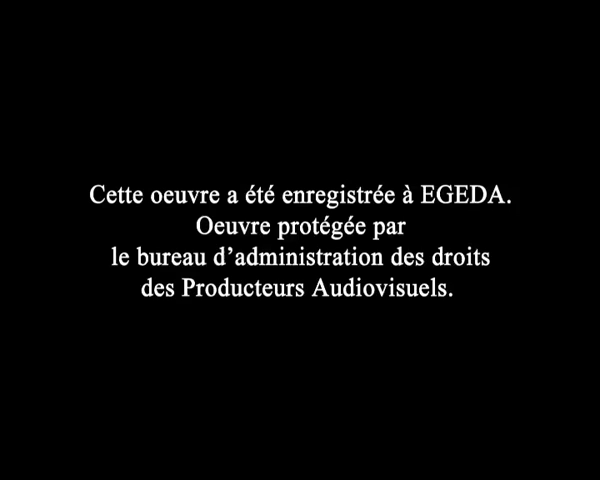 Cette oeuvre a été enregistrée à EGEDA.
Oeuvre protégée par
le bureau d’administration des droits
des Producteurs Audiovisuels.